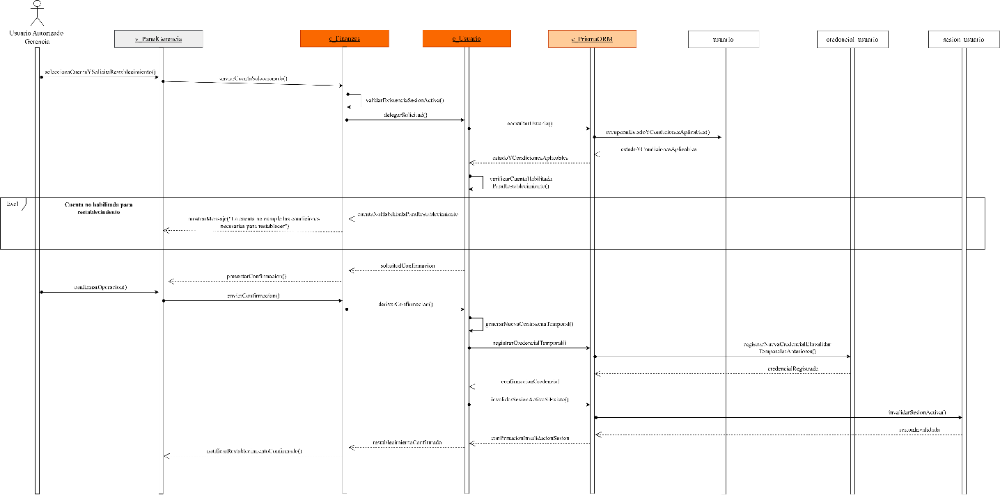 Usuario Autorizado
Gerencia
v_PanelGerencia
c_Finanzas
c_Usuario
c_PrismaORM
usuario
credencial_usuario
sesion_usuario
seleccionaCuentaYSolicitaRestablecimiento()
enviarCuentaSeleccionada()
validarExistenciaSesionActiva()
delegarSolicitud()
consultarUsuario()
recuperarEstadoYCondicionesAplicables()
estadoYCondicionesAplicables
estadoYCondicionesAplicables
verificarCuentaHabilitada
ParaRestablecimiento()
Exc1
Cuenta no habilitada para
restablecimiento
cuentaNoHabilitadaParaRestablecimiento
mostrarMensaje("La cuenta no cumple las condiciones
necesarias para restablecer")
solicitudConfirmacion
presentarConfirmacion()
confirmarOperacion()
enviarConfirmacion()
derivarConfirmacion()
generarNuevaContrasenaTemporal()
registrarCredencialTemporal()
registrarNuevaCredencialEInvalidar
TemporalesAnteriores()
credencialRegistrada
confirmacionCredencial
invalidarSesionActivaSiExiste()
invalidarSesionActiva()
sesionInvalidada
confirmacionInvalidacionSesion
restablecimientoConfirmado
notificarRestablecimientoConfirmado()